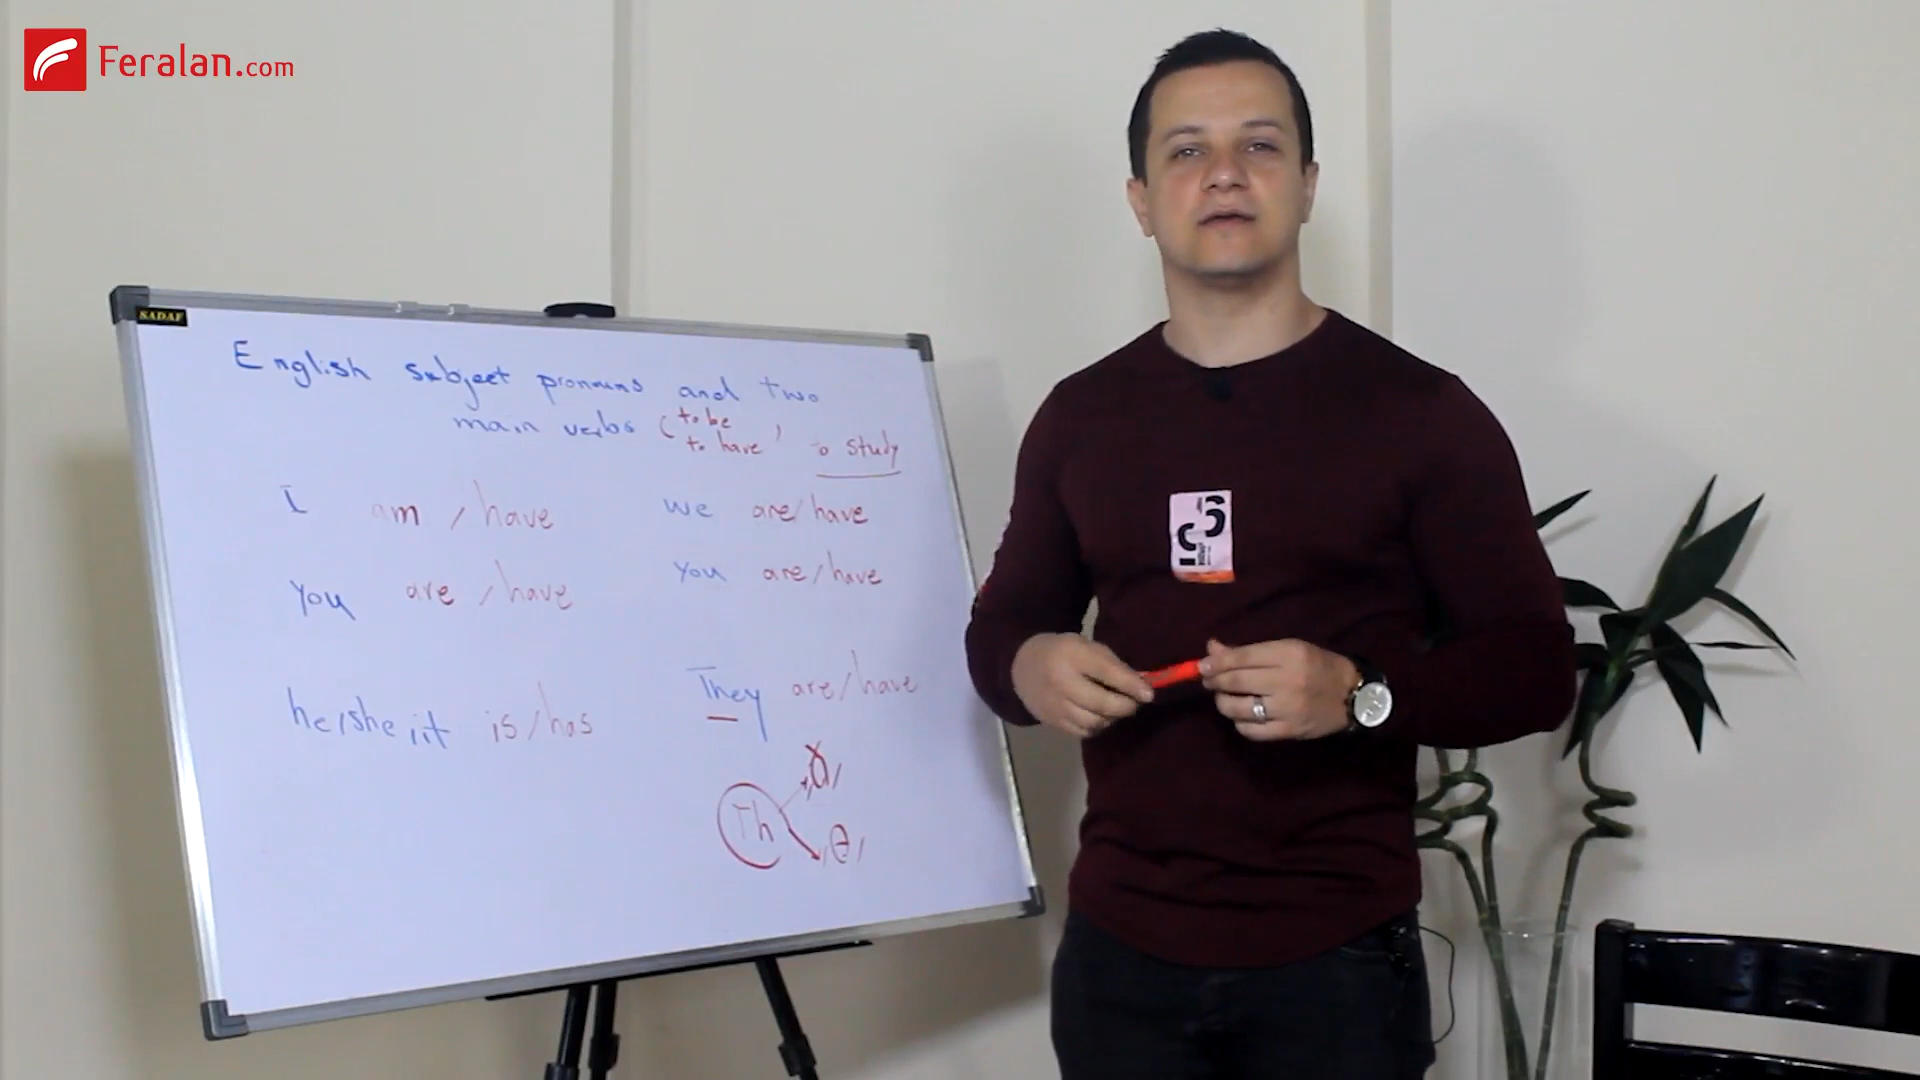 Feralan.com
SADAF
English subject pronouns and two
main verbs (to be
to have) to study
I am / have
you are / have
he/she/it is/has
we are/have
you are/have
They are/have
Th
/ð/
/θ/